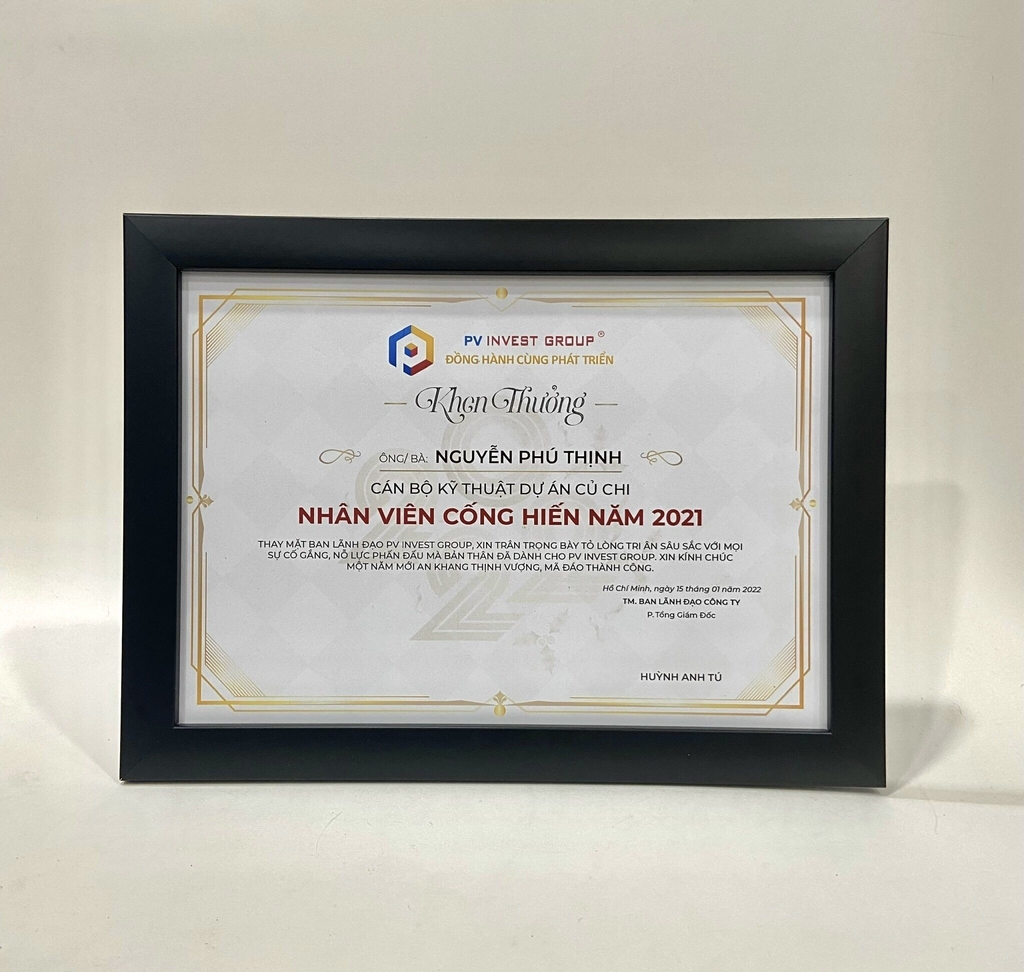 PV INVEST GROUP®
ĐỒNG HÀNH CÙNG PHÁT TRIỂN
Khen Thưởng
ÔNG/ BÀ: NGUYỄN PHÚ THỊNH
CÁN BỘ KỸ THUẬT DỰ ÁN CỦ CHI
NHÂN VIÊN CỐNG HIẾN NĂM 2021
THAY MẶT BAN LÃNH ĐẠO PV INVEST GROUP, XIN TRÂN TRỌNG BÀY TỎ LÒNG TRI ÂN SÂU SẮC VỚI MỌI
SỰ CỐ GẮNG, NỖ LỰC PHẤN ĐẤU MÀ BẢN THÂN ĐÃ DÀNH CHO PV INVEST GROUP. XIN KÍNH CHÚC
MỘT NĂM MỚI AN KHANG THỊNH VƯỢNG, MÃ ĐÁO THÀNH CÔNG.
Hồ Chí Minh, ngày 15 tháng 01 năm 2022
TM. BAN LÃNH ĐẠO CÔNG TY
P.Tổng Giám Đốc
HUỲNH ANH TÚ